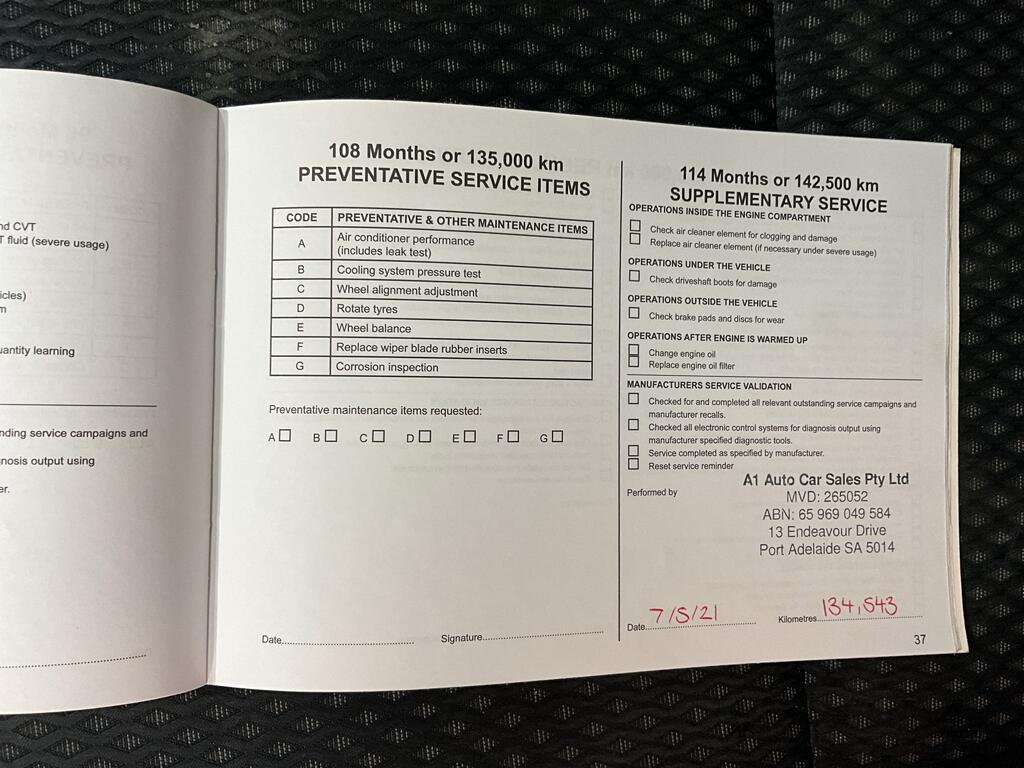 nd CVT
T fluid (severe usage)
icles)
m
uantity learning
nding service campaigns and
nosis output using
er.
108 Months or 135,000 km
PREVENTATIVE SERVICE ITEMS
CODE PREVENTATIVE & OTHER MAINTENANCE ITEMS
A Air conditioner performance
(includes leak test)
B Cooling system pressure test
C Wheel alignment adjustment
D Rotate tyres
E Wheel balance
F Replace wiper blade rubber inserts
G Corrosion inspection
Preventative maintenance items requested:
A B C D E F G
Date Signature
114 Months or 142,500 km
SUPPLEMENTARY SERVICE
OPERATIONS INSIDE THE ENGINE COMPARTMENT
Check air cleaner element for clogging and damage
Replace air cleaner element (if necessary under severe usage)
OPERATIONS UNDER THE VEHICLE
Check driveshaft boots for damage
OPERATIONS OUTSIDE THE VEHICLE
Check brake pads and discs for wear
OPERATIONS AFTER ENGINE IS WARMED UP
Change engine oil
Replace engine oil filter
MANUFACTURERS SERVICE VALIDATION
Checked for and completed all relevant outstanding service campaigns and
manufacturer recalls.
Checked all electronic control systems for diagnosis output using
manufacturer specified diagnostic tools.
Service completed as specified by manufacturer.
Reset service reminder
Performed by
A1 Auto Car Sales Pty Ltd
MVD: 265052
ABN: 65 969 049 584
13 Endeavour Drive
Port Adelaide SA 5014
Date 7/5/21 Kilometres 134,543
37